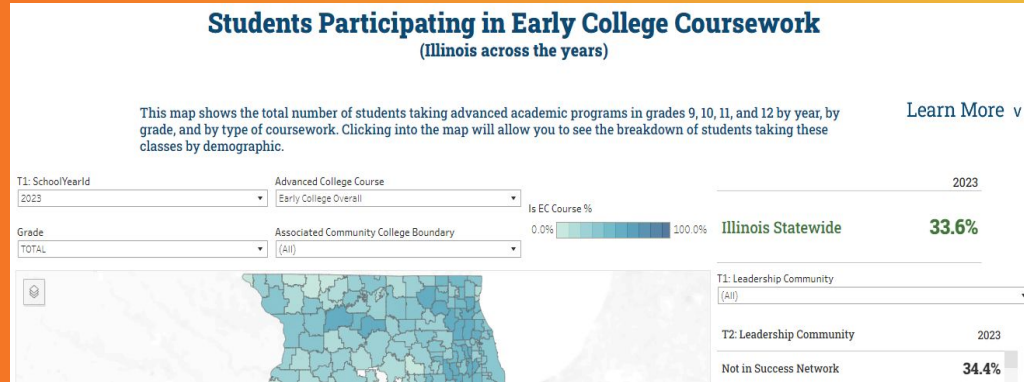 Students Participating in Early College Coursework
(Illinois across the years)
This map shows the total number of students taking advanced academic programs in grades 9, 10, 11, and 12 by year, by
grade, and by type of coursework. Clicking into the map will allow you to see the breakdown of students taking these
classes by demographic.
Learn More v
T1: SchoolYearId
2023
Advanced College Course
Early College Overall
Grade
TOTAL
Associated Community College Boundary
(All)
Is EC Course %
0.0%
100.0%
2023
Illinois Statewide
33.6%
T1: Leadership Community
(All)
T2: Leadership Community
2023
Not in Success Network
34.4%